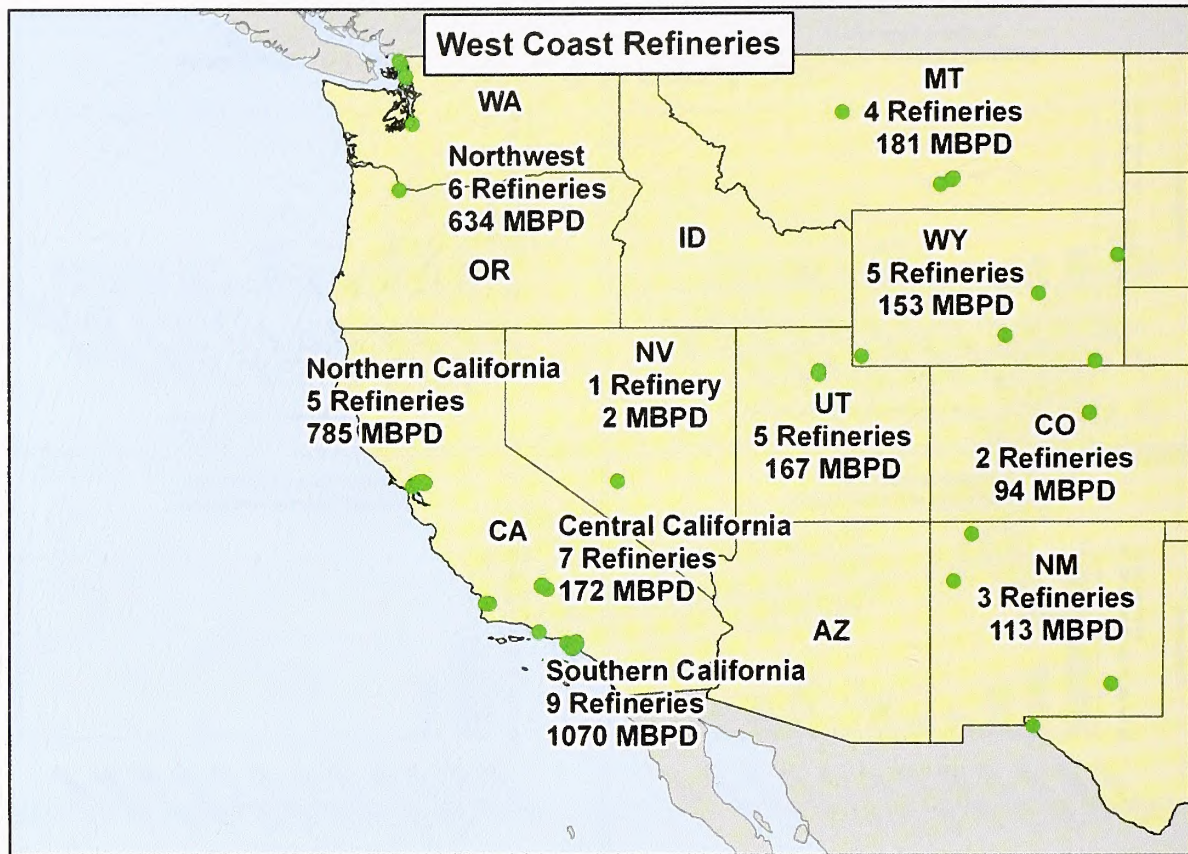 West Coast Refineries
WA
Northwest
6 Refineries
634 MBPD
OR
ID
MT
4 Refineries
181 MBPD
WY
5 Refineries
153 MBPD
Northern California
5 Refineries
785 MBPD
NV
1 Refinery
2 MBPD
UT
5 Refineries
167 MBPD
CO
2 Refineries
94 MBPD
CA
Central California
7 Refineries
172 MBPD
AZ
NM
3 Refineries
113 MBPD
Southern California
9 Refineries
1070 MBPD